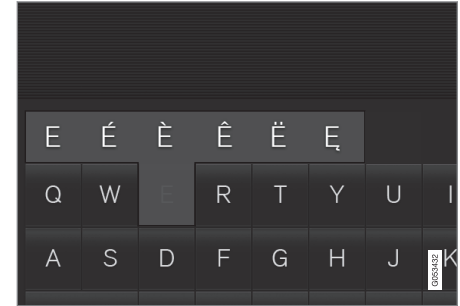 E É È Ê Ë Ę
Q W E R T Y U I
A S D F G H J K
G053432